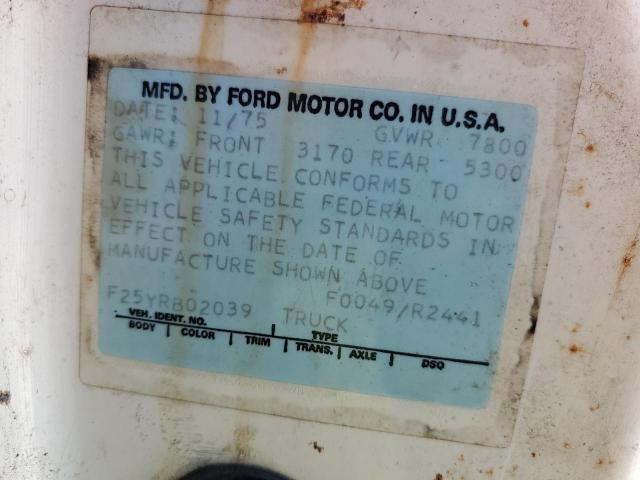 MFD. BY FORD MOTOR CO. IN U.S.A.
DATE: 11/75 GVWR 7800
GAWR: FRONT 3170 REAR 5300
THIS VEHICLE CONFORMS TO
ALL APPLICABLE FEDERAL MOTOR
VEHICLE SAFETY STANDARDS IN
EFFECT ON THE DATE OF
MANUFACTURE SHOWN ABOVE
F0049/R2441
F25YRB02039 TRUCK
VEH. IDENT. NO. TYPE
BODY COLOR TRIM TRANS. AXLE DSO